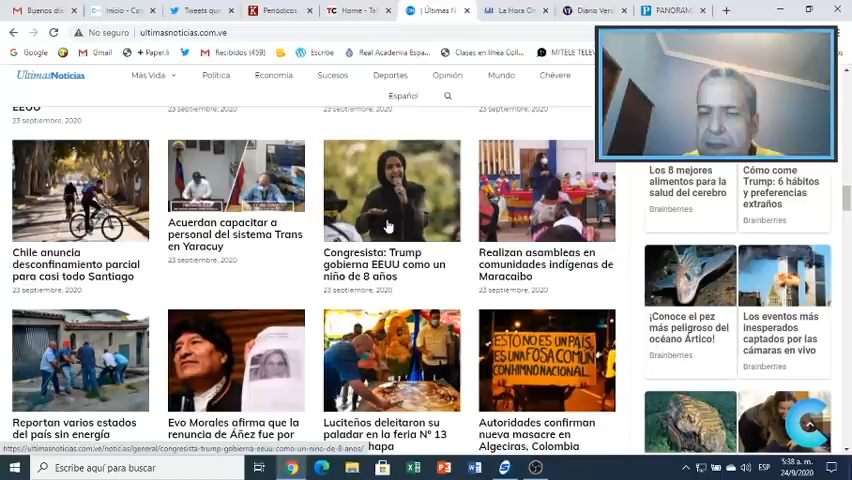 Buenos día
Inicio - Ca
Tweets que
Periódicos
Home - Ta
| Últimas N
La Hora On
Diario Vers
PANORAM
No seguro
ultimasnoticias.com.ve
Google
Gmail
+ Paper.li
Recibidos (459)
Escribe
Real Academia Espa...
Clases en línea Coll...
MITELE TELEVI
ÚltimasNoticias
Más Vida
Política
Economía
Sucesos
Deportes
Opinión
Mundo
Chévere
Español
EEUU
23 septiembre, 2020
23 septiembre, 2020
23 septiembre, 2020
23 septiembre, 2020
Chile anuncia
desconfinamiento parcial
para casi todo Santiago
23 septiembre, 2020
Acuerdan capacitar a
personal del sistema Trans
en Yaracuy
23 septiembre, 2020
Congresista: Trump
gobierna EEUU como un
niño de 8 años
23 septiembre, 2020
Realizan asambleas en
comunidades indígenas de
Maracaibo
23 septiembre, 2020
Reportan varios estados
del país sin energía
Evo Morales afirma que la
renuncia de Áñez fue por
Luciteños deleitaron su
paladar en la feria Nº 13
hapa
ESTO NO ES UN PAÍS,
ES UNA FOSA COMÚN
CON HIMNO NACIONAL
Autoridades confirman
nueva masacre en
Algeciras, Colombia
Los 8 mejores
alimentos para la
salud del cerebro
Brainberries
Cómo come
Trump: 6 hábitos
y preferencias
extraños
Brainberries
¡Conoce el pez
más peligroso del
océano Ártico!
Brainberries
Los eventos más
inesperados
captados por las
cámaras en vivo
Brainberries
https://ultimasnoticias.com.ve/noticias/general/congresista-trump-gobierna-eeuu-como-un-nino-de-8-anos/
Escribe aquí para buscar
ESP
5:38 a. m.
24/9/2020